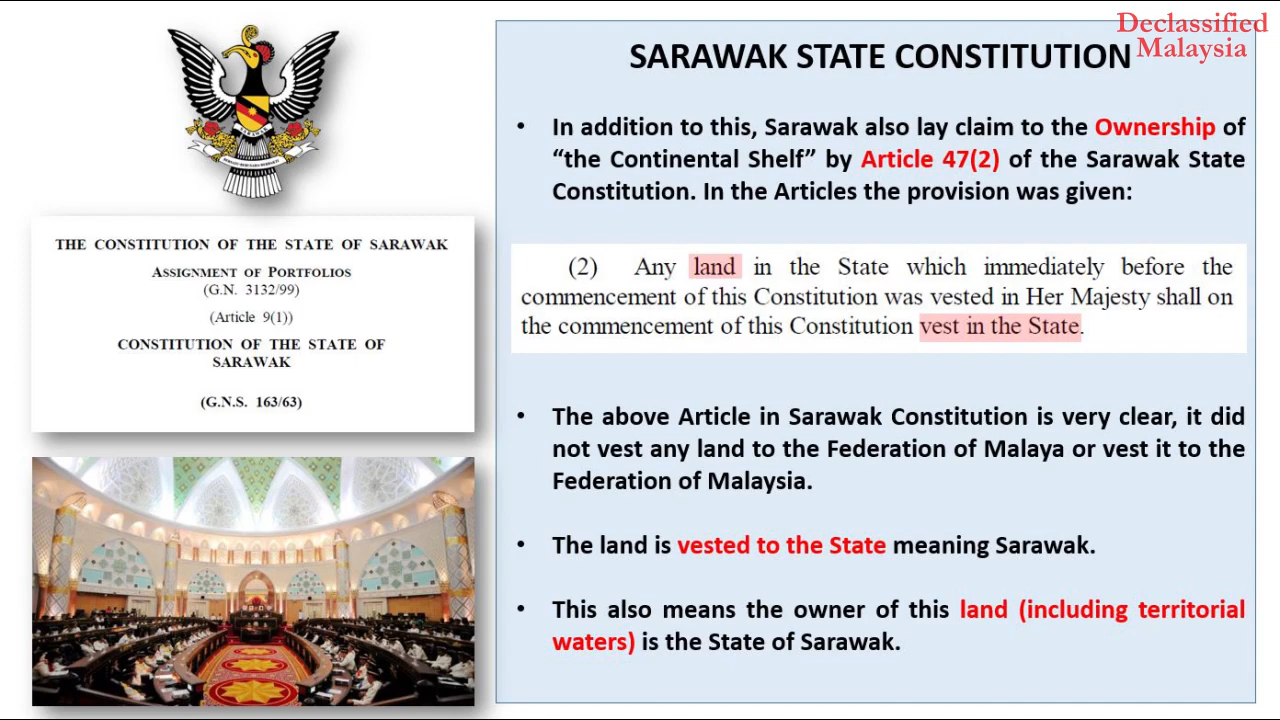 Declassified
Malaysia
SARAWAK STATE CONSTITUTION
• In addition to this, Sarawak also lay claim to the Ownership of
“the Continental Shelf” by Article 47(2) of the Sarawak State
Constitution. In the Articles the provision was given:
(2) Any land in the State which immediately before the
commencement of this Constitution was vested in Her Majesty shall on
the commencement of this Constitution vest in the State.
• The above Article in Sarawak Constitution is very clear, it did
not vest any land to the Federation of Malaya or vest it to the
Federation of Malaysia.
• The land is vested to the State meaning Sarawak.
• This also means the owner of this land (including territorial
waters) is the State of Sarawak.
SARAWAK
THE CONSTITUTION OF THE STATE OF SARAWAK
ASSIGNMENT OF PORTFOLIOS
(G.N. 3132/99)
(Article 9(1))
CONSTITUTION OF THE STATE OF
SARAWAK
(G.N.S. 163/63)